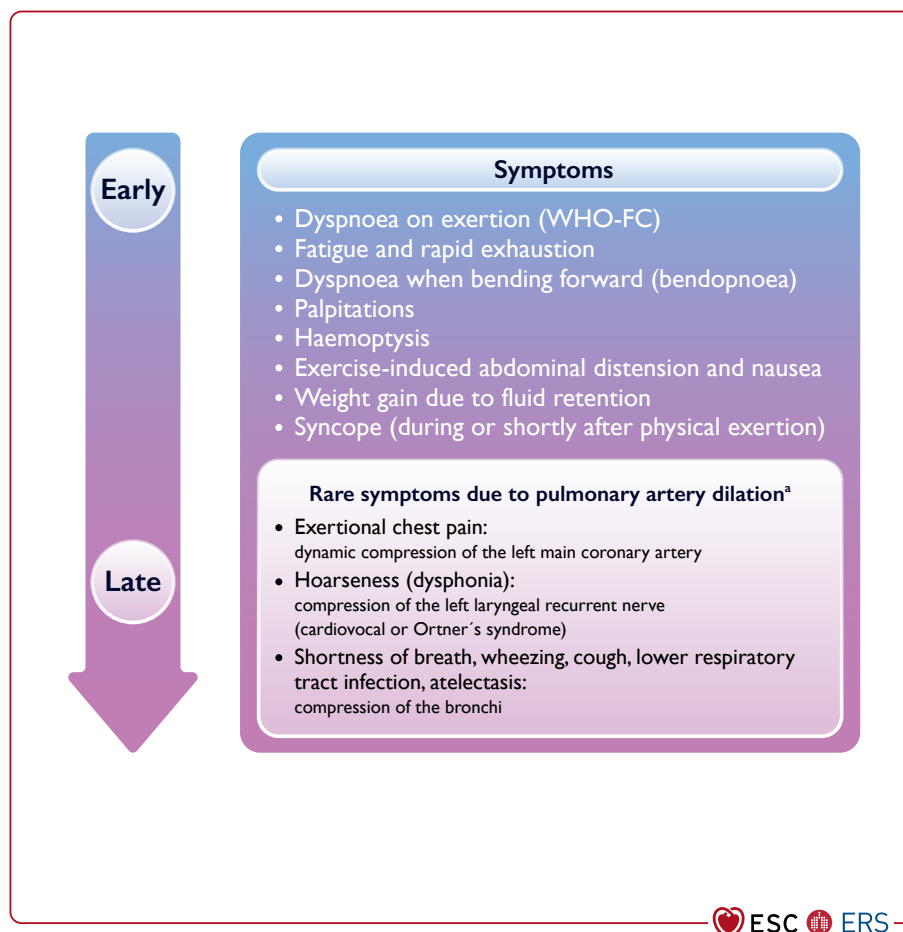 Early
Symptoms
• Dyspnoea on exertion (WHO-FC)
• Fatigue and rapid exhaustion
• Dyspnoea when bending forward (bendopnoea)
• Palpitations
• Haemoptysis
• Exercise-induced abdominal distension and nausea
• Weight gain due to fluid retention
• Syncope (during or shortly after physical exertion)
Late
Rare symptoms due to pulmonary artery dilationᵃ
• Exertional chest pain:
dynamic compression of the left main coronary artery
• Hoarseness (dysphonia):
compression of the left laryngeal recurrent nerve
(cardiovocal or Ortner´s syndrome)
• Shortness of breath, wheezing, cough, lower respiratory
tract infection, atelectasis:
compression of the bronchi
ESC ERS